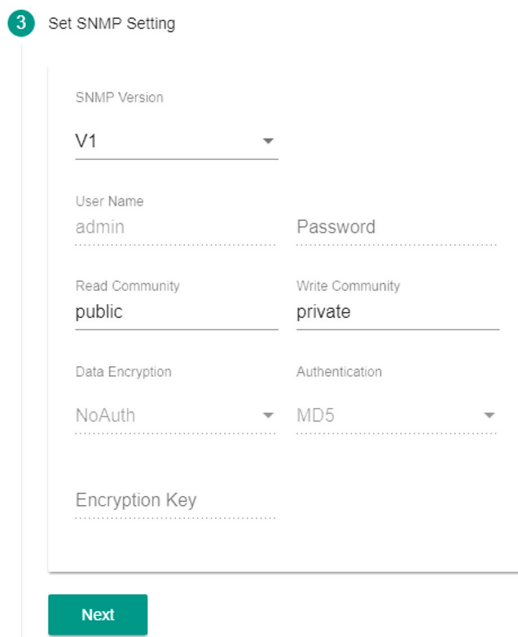 3 Set SNMP Setting
SNMP Version
V1
User Name
admin Password
Read Community Write Community
public private
Data Encryption Authentication
NoAuth MD5
Encryption Key
Next